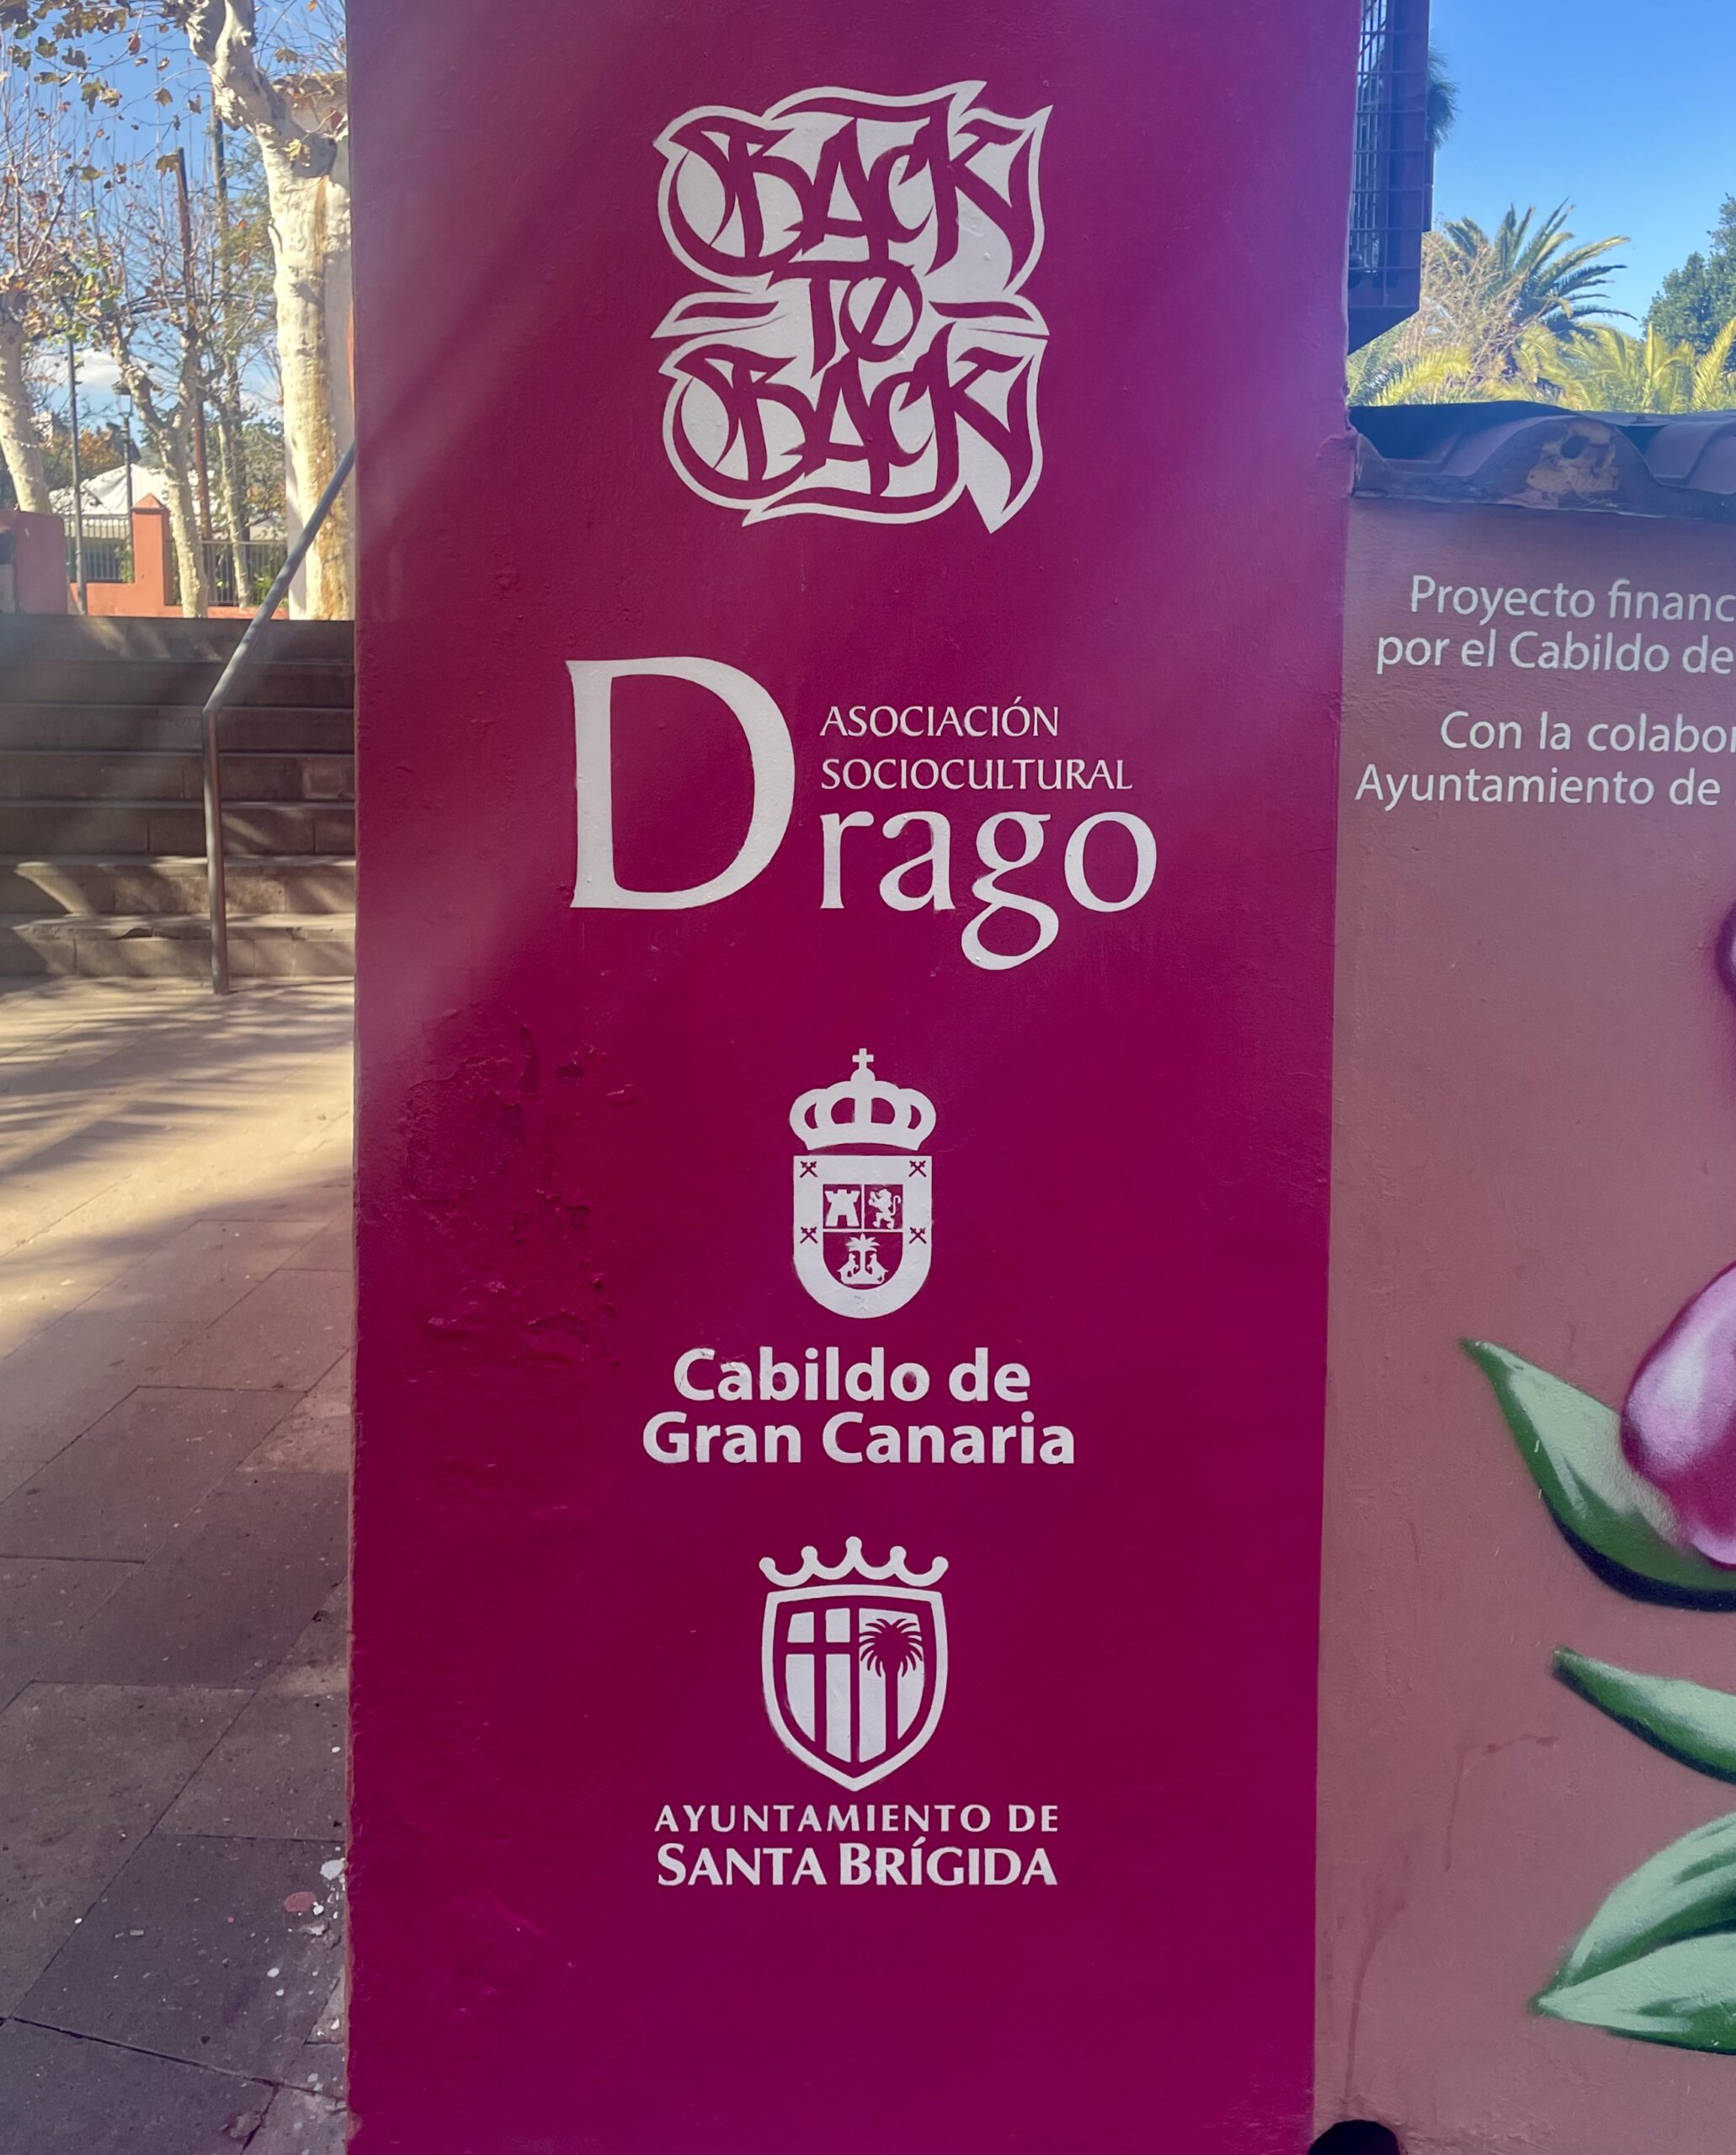 BACK
TO
BACK
ASOCIACIÓN
SOCIOCULTURAL
Drago
Cabildo de
Gran Canaria
AYUNTAMIENTO DE
SANTA BRÍGIDA
Proyecto financ
por el Cabildo de
Con la colabor
Ayuntamiento de